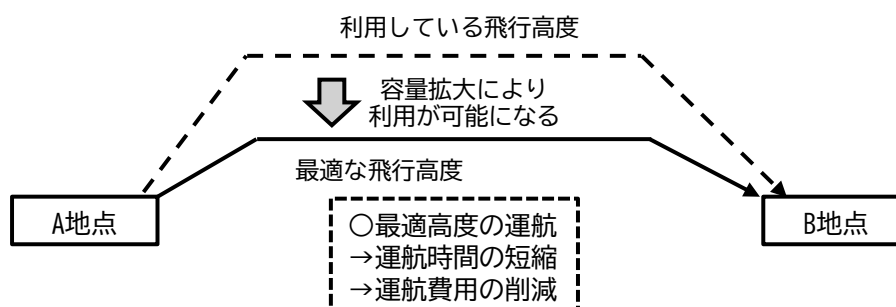 利用している飛行高度
容量拡大により
利用が可能になる
最適な飛行高度
A地点
B地点
○最適高度の運航
→運航時間の短縮
→運航費用の削減